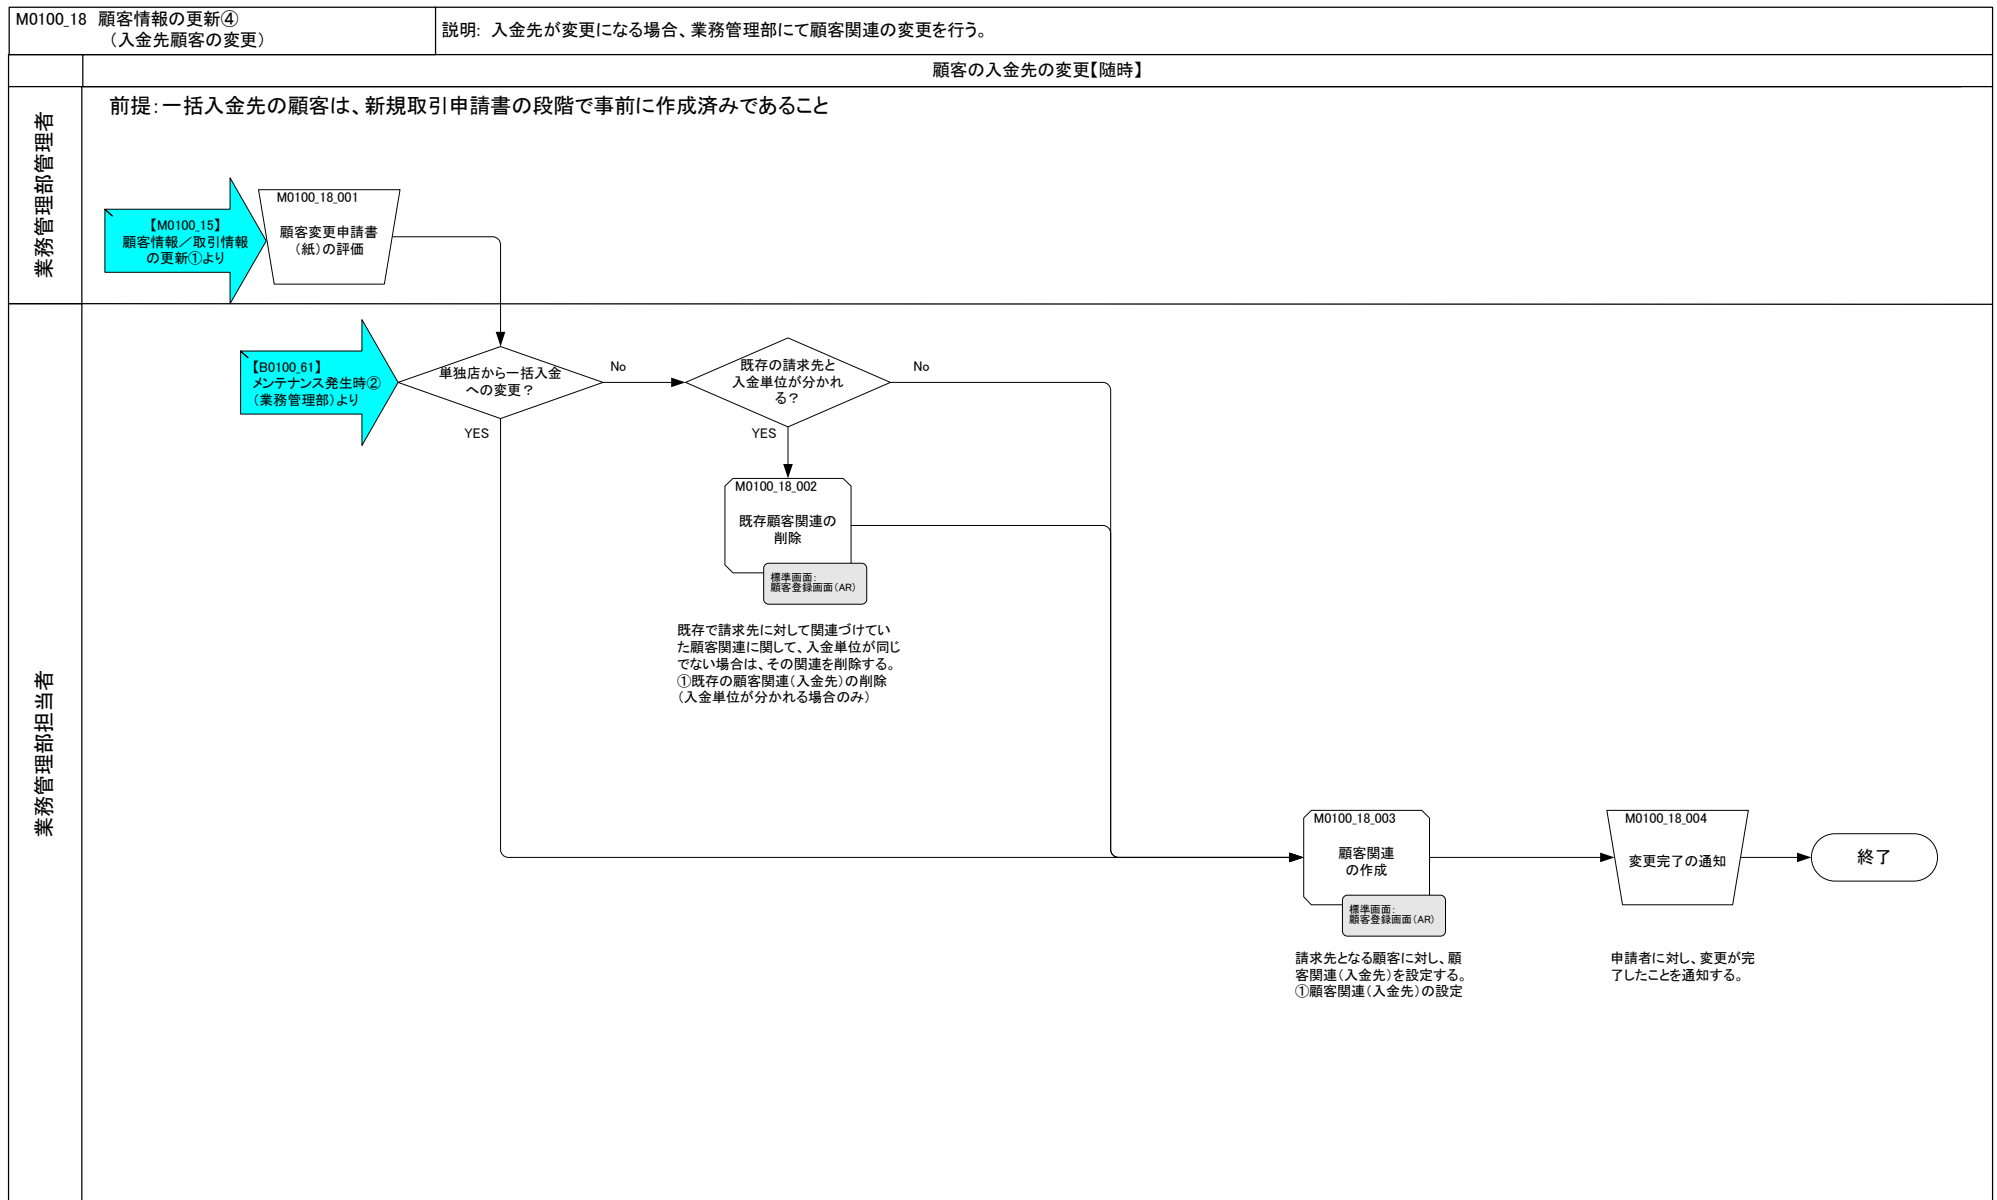 M0100_18 顧客情報の更新④
（入金先顧客の変更）
説明: 入金先が変更になる場合、業務管理部にて顧客関連の変更を行う。
顧客の入金先の変更【随時】
業務管理部管理者
前提：一括入金先の顧客は、新規取引申請書の段階で事前に作成済みであること
【M0100_15】
顧客情報／取引情報
の更新①より
M0100_18_001
顧客変更申請書
（紙）の評価
業務管理部担当者
【B0100_61】
メンテナンス発生時②
（業務管理部）より
単独店から一括入金
への変更？
No
YES
既存の請求先と
入金単位が分かれ
る？
No
YES
M0100_18_002
既存顧客関連の
削除
標準画面：
顧客登録画面（AR）
既存で請求先に対して関連づけてい
た顧客関連に関して、入金単位が同じ
でない場合は、その関連を削除する。
①既存の顧客関連（入金先）の削除
（入金単位が分かれる場合のみ）
M0100_18_003
顧客関連
の作成
標準画面：
顧客登録画面（AR）
請求先となる顧客に対し、顧
客関連（入金先）を設定する。
①顧客関連（入金先）の設定
M0100_18_004
変更完了の通知
申請者に対し、変更が完
了したことを通知する。
終了